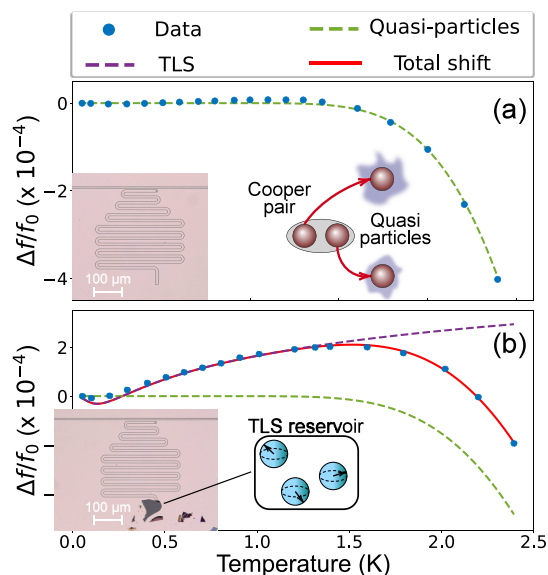 Data
Quasi-particles
TLS
Total shift
(a)
0
−2
−4
Δf/f₀ (x 10⁻⁴)
Cooper
pair
Quasi
particles
100 μm
(b)
2
0
Δf/f₀ (x 10⁻⁴)
TLS reservoir
100 μm
0.0 0.5 1.0 1.5 2.0 2.5
Temperature (K)